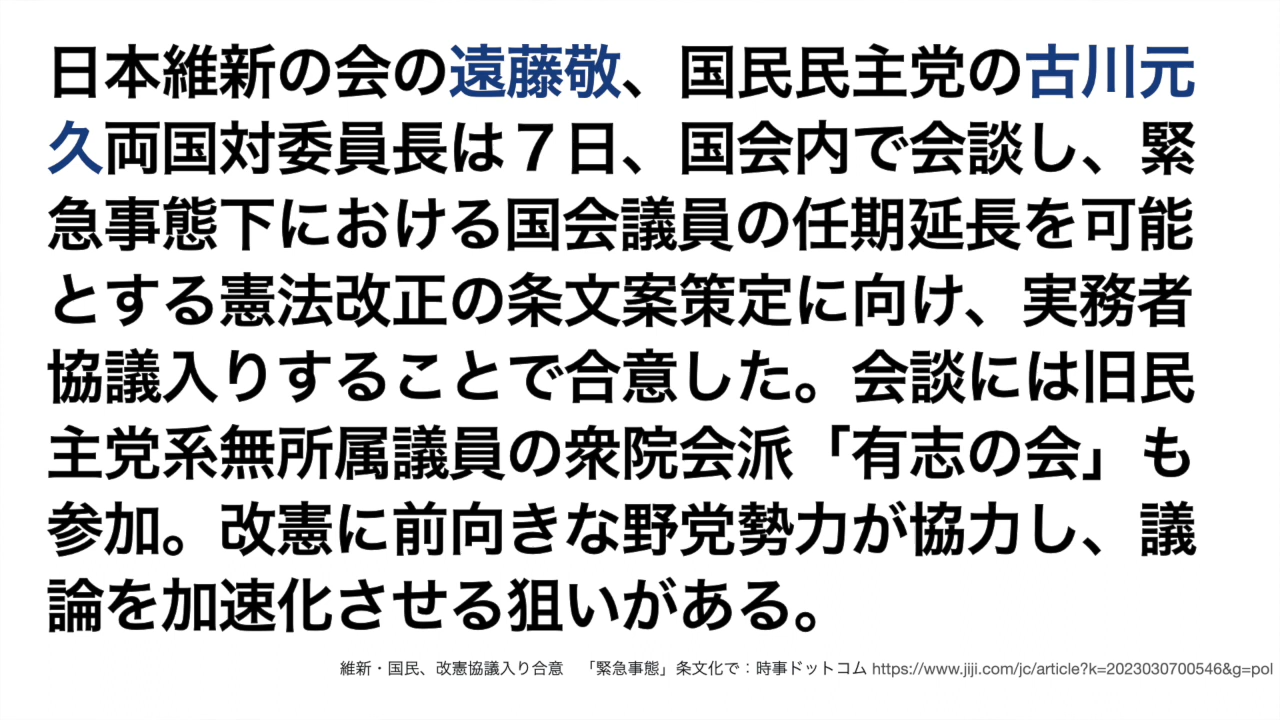 日本維新の会の遠藤敬、国民民主党の古川元
久両国対委員長は７日、国会内で会談し、緊
急事態下における国会議員の任期延長を可能
とする憲法改正の条文案策定に向け、実務者
協議入りすることで合意した。会談には旧民
主党系無所属議員の衆院会派「有志の会」も
参加。改憲に前向きな野党勢力が協力し、議
論を加速化させる狙いがある。
維新・国民、改憲協議入り合意　「緊急事態」条文化で：時事ドットコム https://www.jiji.com/jc/article?k=2023030700546&g=pol